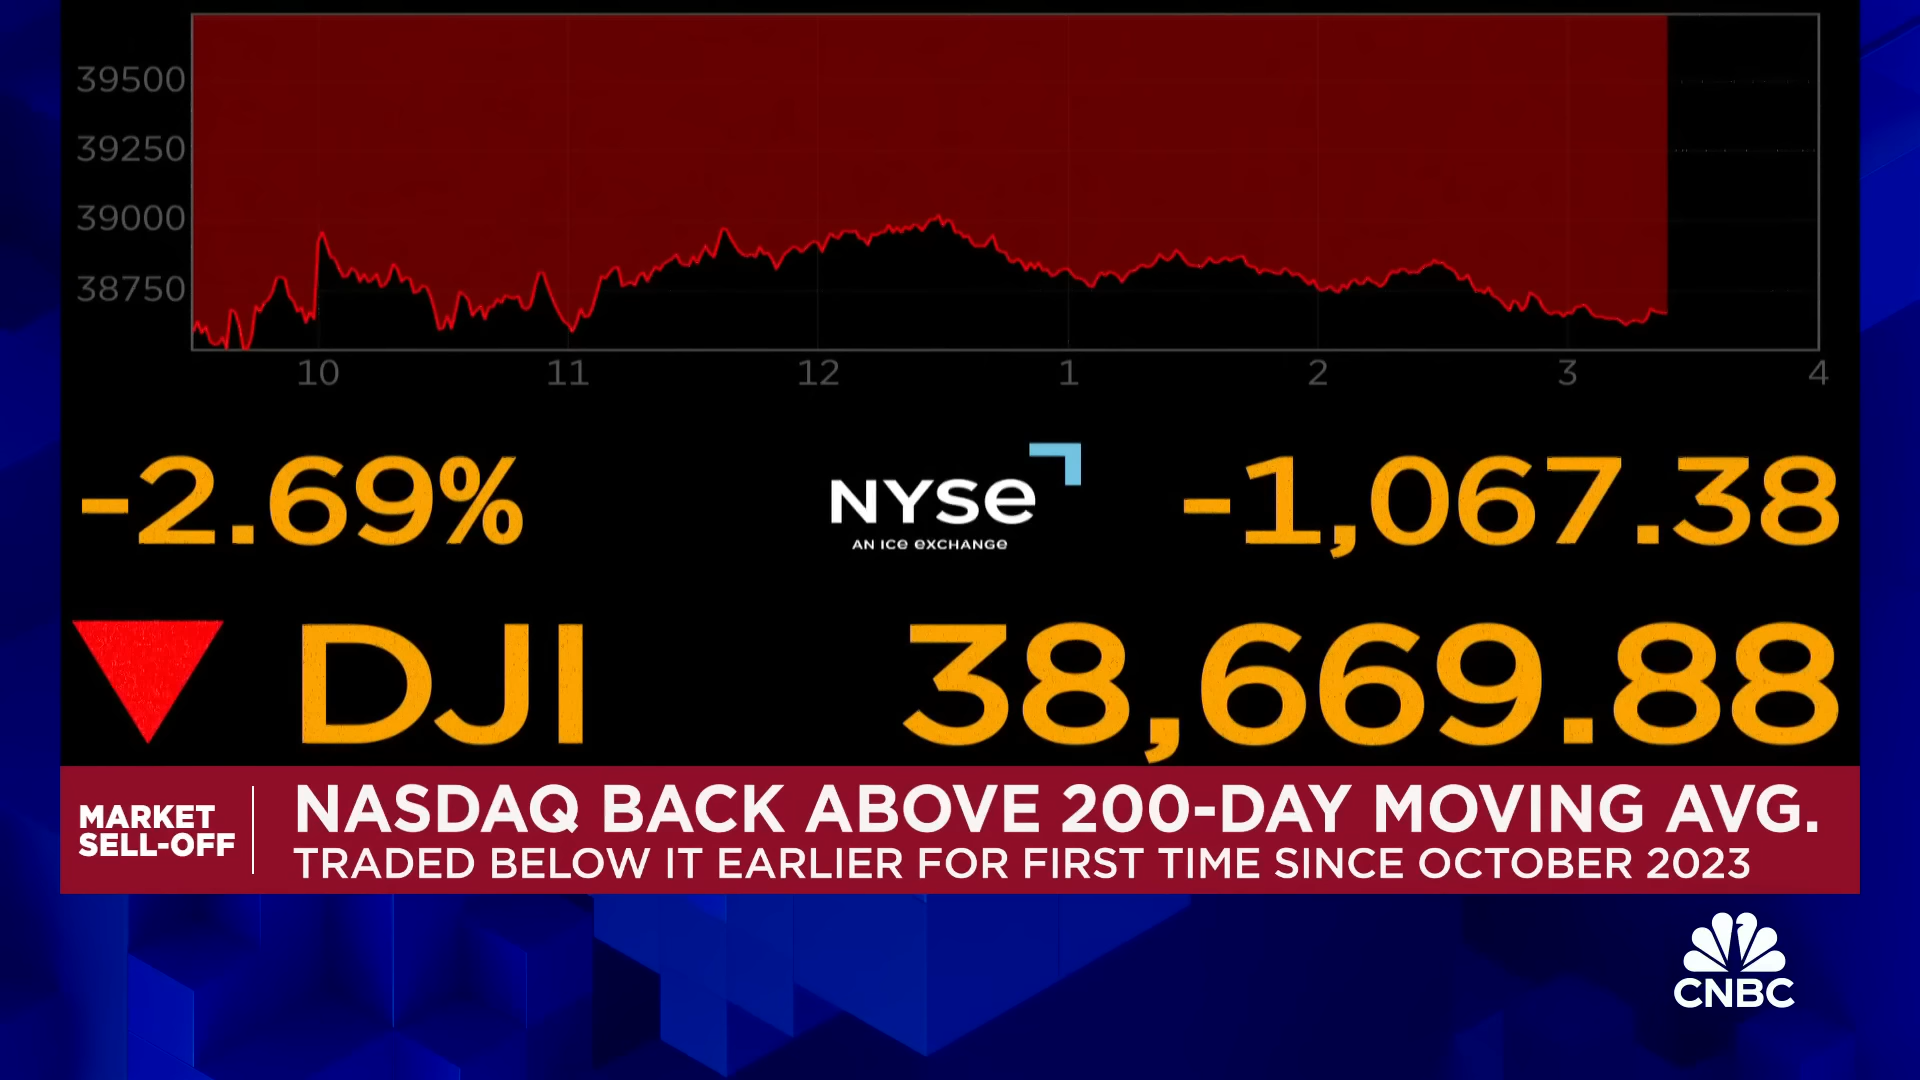 39500
39250
39000
38750
10 11 12 1 2 3 4
-2.69%
NYSE
AN ICE EXCHANGE
-1,067.38
DJI
38,669.88
MARKET
SELL-OFF
NASDAQ BACK ABOVE 200-DAY MOVING AVG.
TRADED BELOW IT EARLIER FOR FIRST TIME SINCE OCTOBER 2023
CNBC